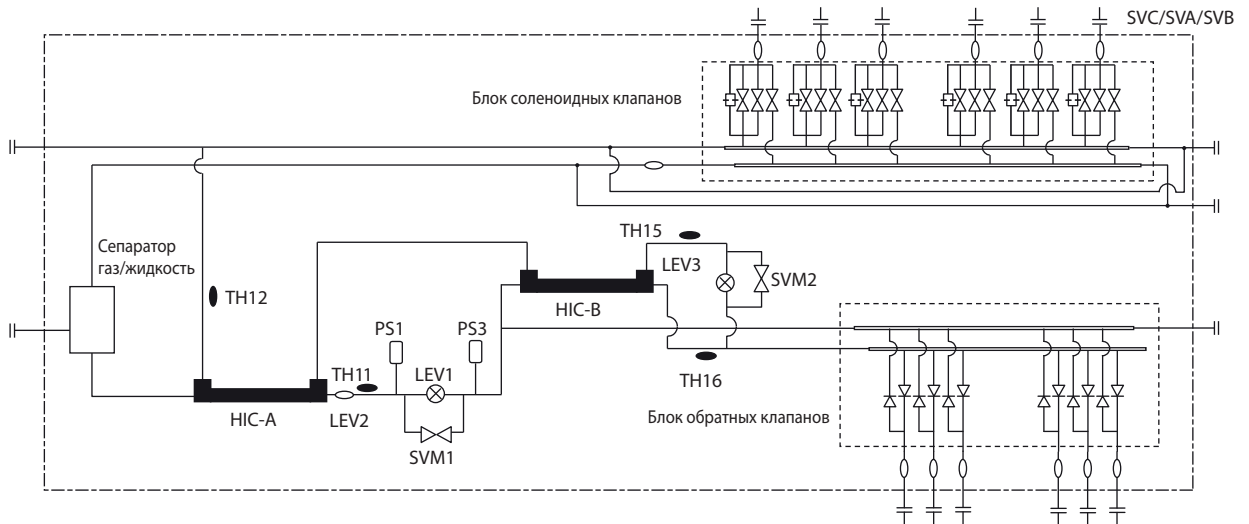 SVC/SVA/SVB
Блок соленоидных клапанов
Сепаратор
газ/жидкость
TH12
TH15
LEV3
SVM2
HIC-B
PS1
PS3
TH11
LEV1
TH16
HIC-A
LEV2
SVM1
Блок обратных клапанов